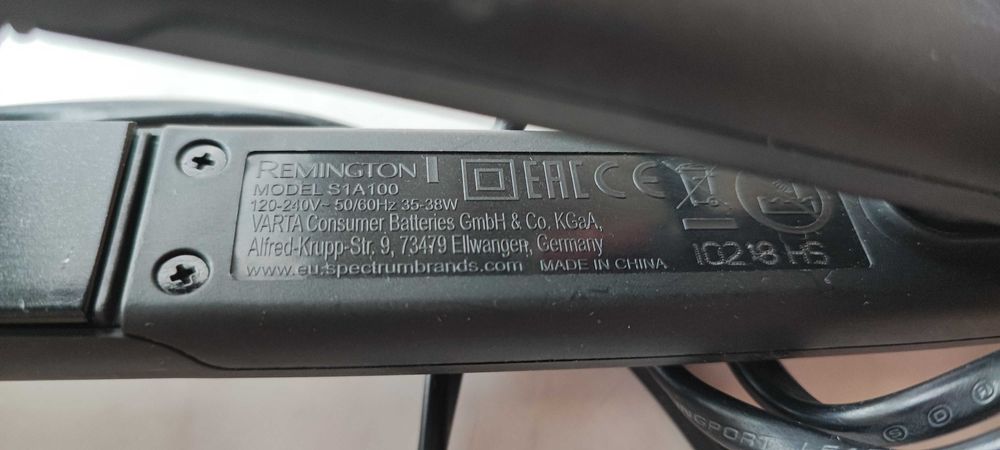 REMINGTON
MODEL S1A100
120-240V~ 50/60Hz 35-38W
VARTA Consumer Batteries GmbH & Co. KGaA,
Alfred-Krupp-Str. 9, 73479 Ellwangen, Germany
www.eu.spectrumbrands.com MADE IN CHINA
EAC CE
10218 HS